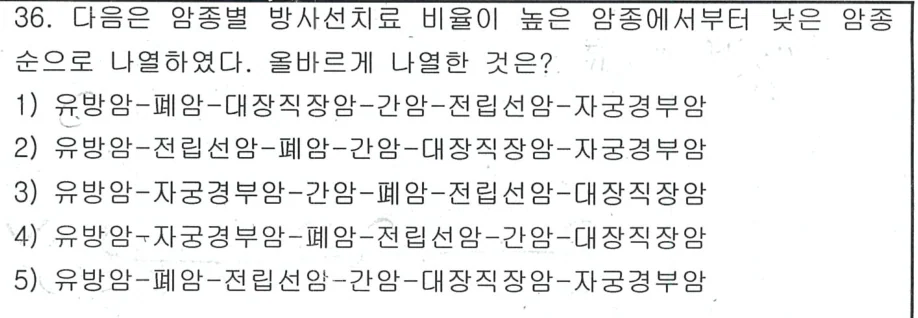 36. 다음은 암종별 방사선치료 비율이 높은 암종에서부터 낮은 암종
순으로 나열하였다. 올바르게 나열한 것은?
1) 유방암-폐암-대장직장암-간암-전립선암-자궁경부암
2) 유방암-전립선암-폐암-간암-대장직장암-자궁경부암
3) 유방암-자궁경부암-간암-폐암-전립선암-대장직장암
4) 유방암-자궁경부암-폐암-전립선암-간암-대장직장암
5) 유방암-폐암-전립선암-간암-대장직장암-자궁경부암